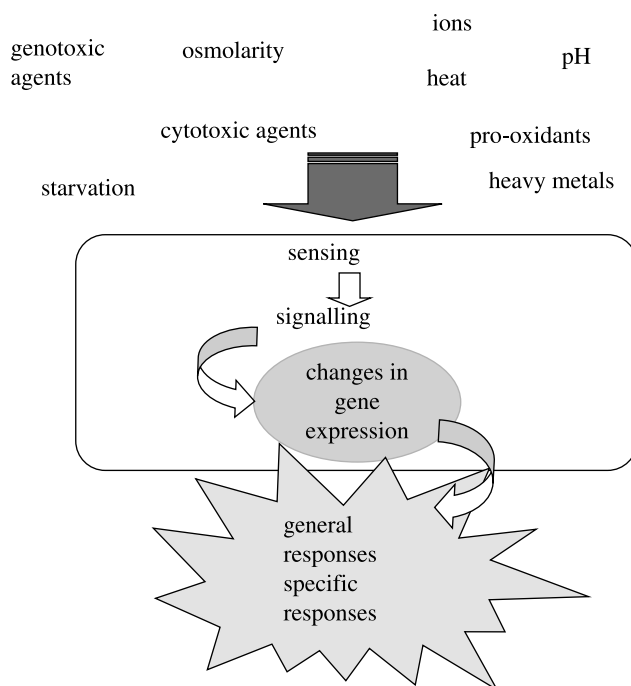 ions
genotoxic
agents
osmolarity
heat
pH
cytotoxic agents
pro-oxidants
starvation
heavy metals
sensing
signalling
changes in
gene
expression
general
responses
specific
responses